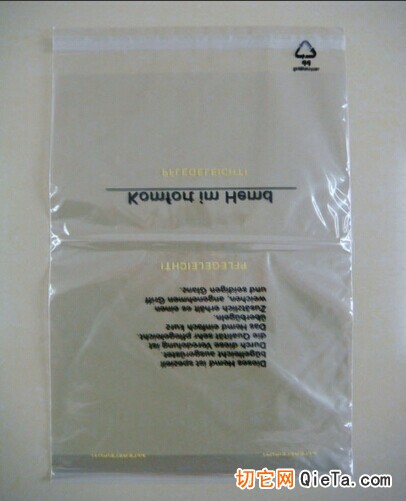 Dieses Hemd ist speziell
bügelleicht ausgerüstet.
Durch diese Veredelung ist
die Qualität sehr pflegeleicht.
Das Hemd einfach kurz
überbügeln.
Zusätzlich erhält es einen
weichen, angenehmen Griff
und seidigen Glanz.
PFLEGELEICHT!
Komfort im Hemd
PFLEGELEICHT!
切它网 QieTa.com